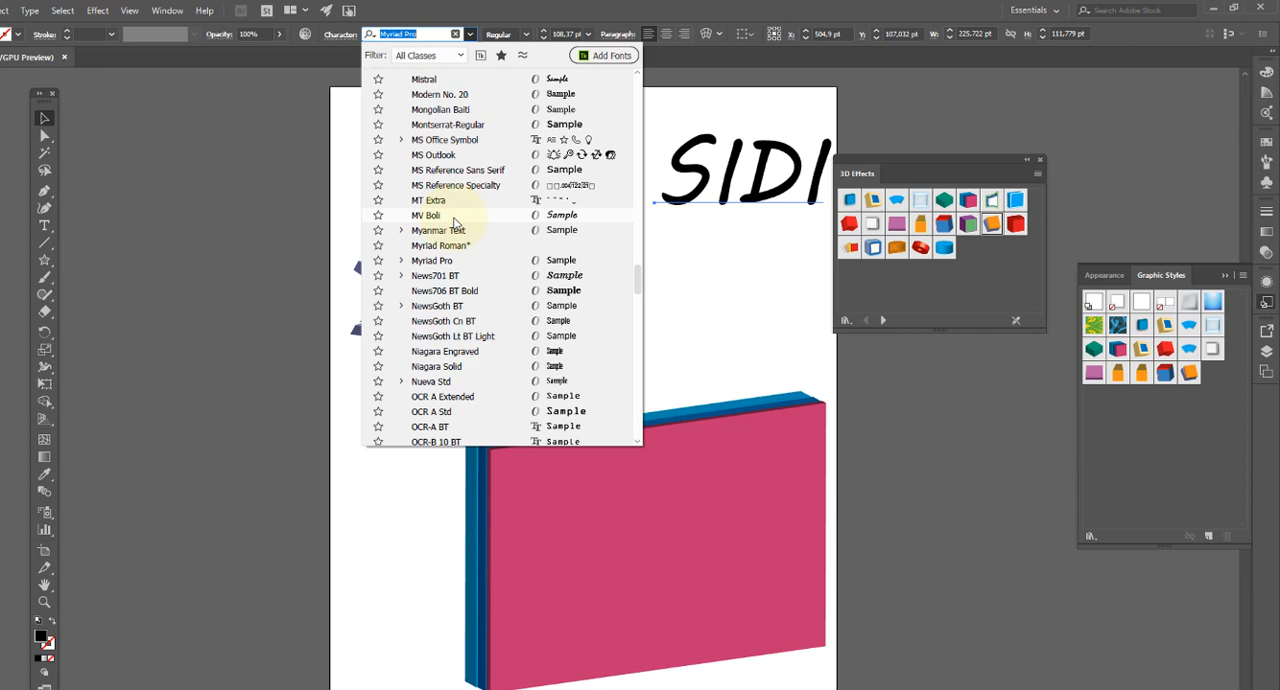 ct Type Select Effect View Window Help Br St Essentials Search Adobe Stock
Stroke: Opacity: 100% Character: Myriad Pro Regular 108,37 pt Paragraph: X: 504,9 pt Y: 107,032 pt W: 225,722 pt H: 111,779 pt
/GPU Preview)
Filter: All Classes Add Fonts
Mistral Sample
Modern No. 20 Sample
Mongolian Baiti Sample
Montserrat-Regular Sample
MS Office Symbol
MS Outlook
MS Reference Sans Serif Sample
MS Reference Specialty
MT Extra
MV Boli Sample
Myanmar Text Sample
Myriad Roman*
Myriad Pro Sample
News701 BT Sample
News706 BT Bold Sample
NewsGoth BT Sample
NewsGoth Cn BT Sample
NewsGoth Lt BT Light Sample
Niagara Engraved Sample
Niagara Solid Sample
Nueva Std Sample
OCR A Extended Sample
OCR A Std Sample
OCR-A BT Sample
OCR-B 10 BT Sample
SIDI
3D Effects
Appearance Graphic Styles